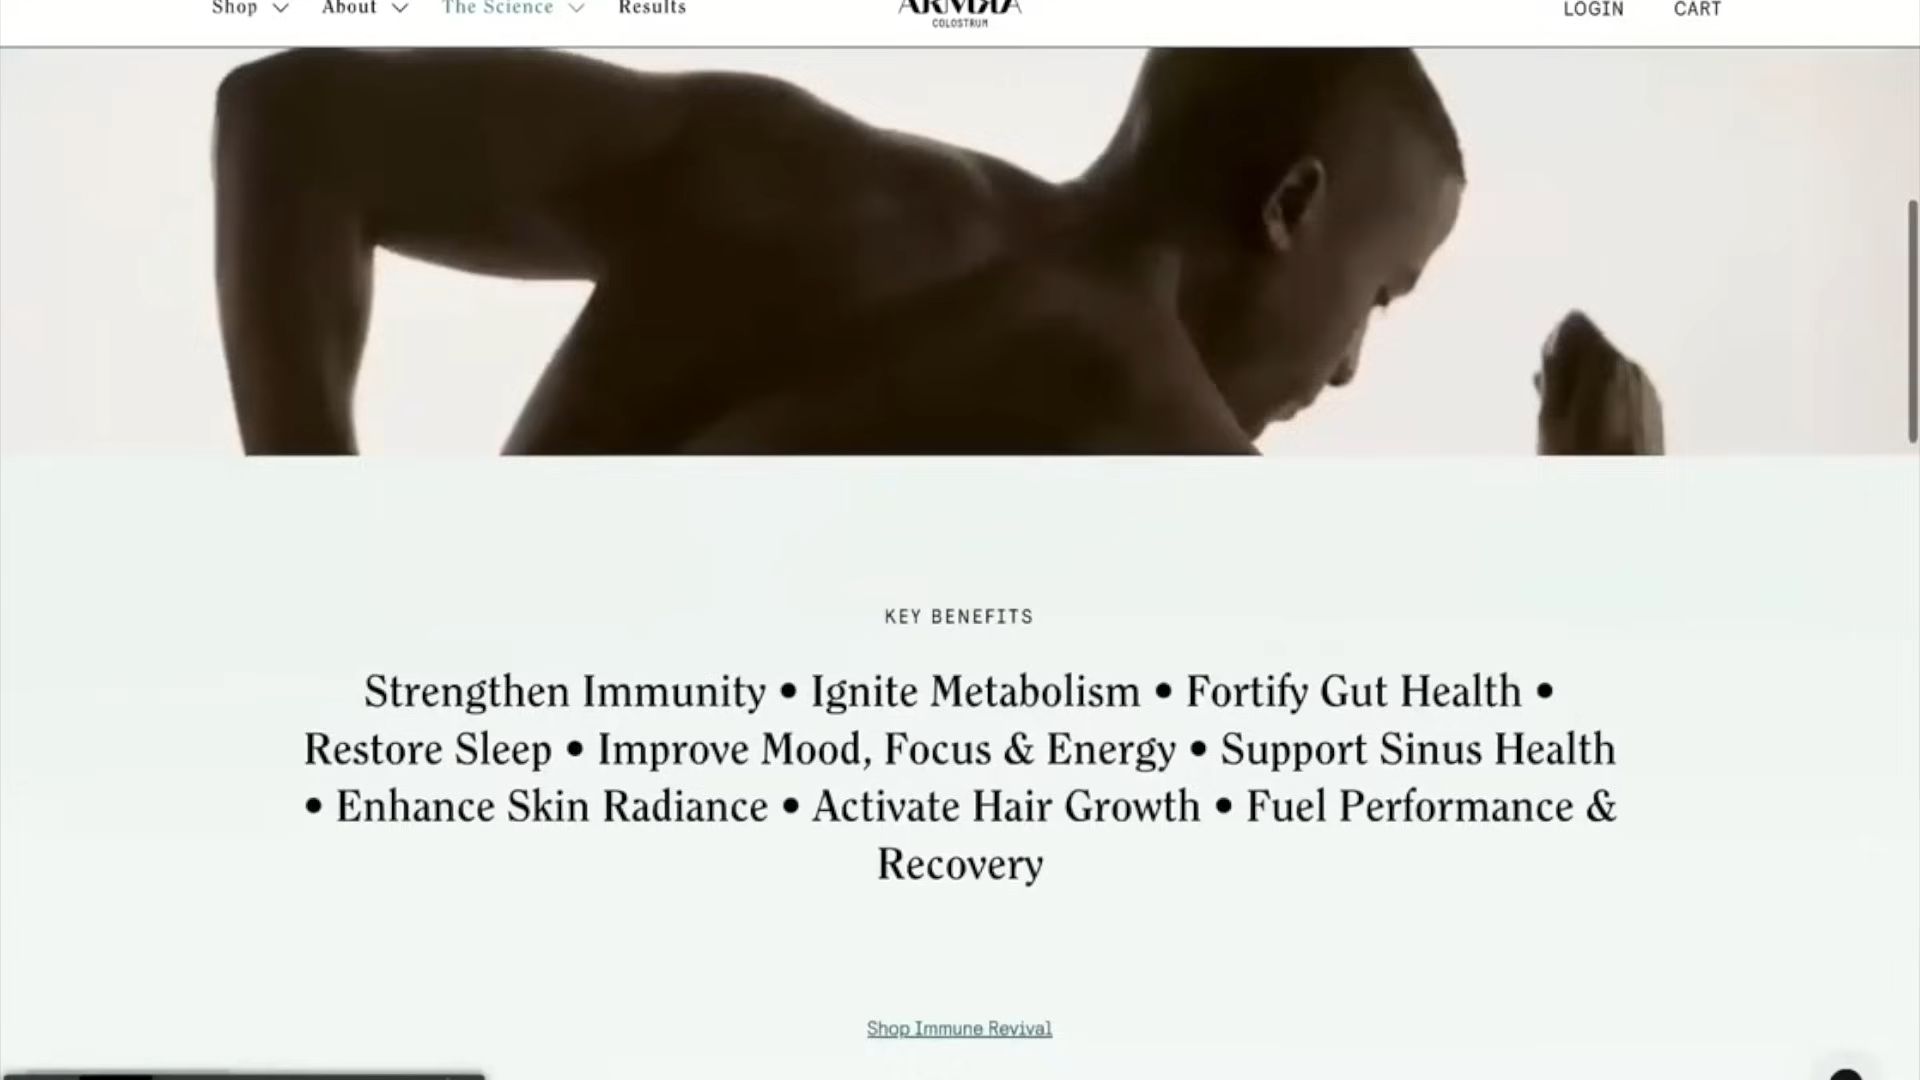 Shop
About
The Science
Results
ARMRA
COLOSTRUM
LOGIN
CART
KEY BENEFITS
Strengthen Immunity • Ignite Metabolism • Fortify Gut Health •
Restore Sleep • Improve Mood, Focus & Energy • Support Sinus Health
• Enhance Skin Radiance • Activate Hair Growth • Fuel Performance &
Recovery
Shop Immune Revival